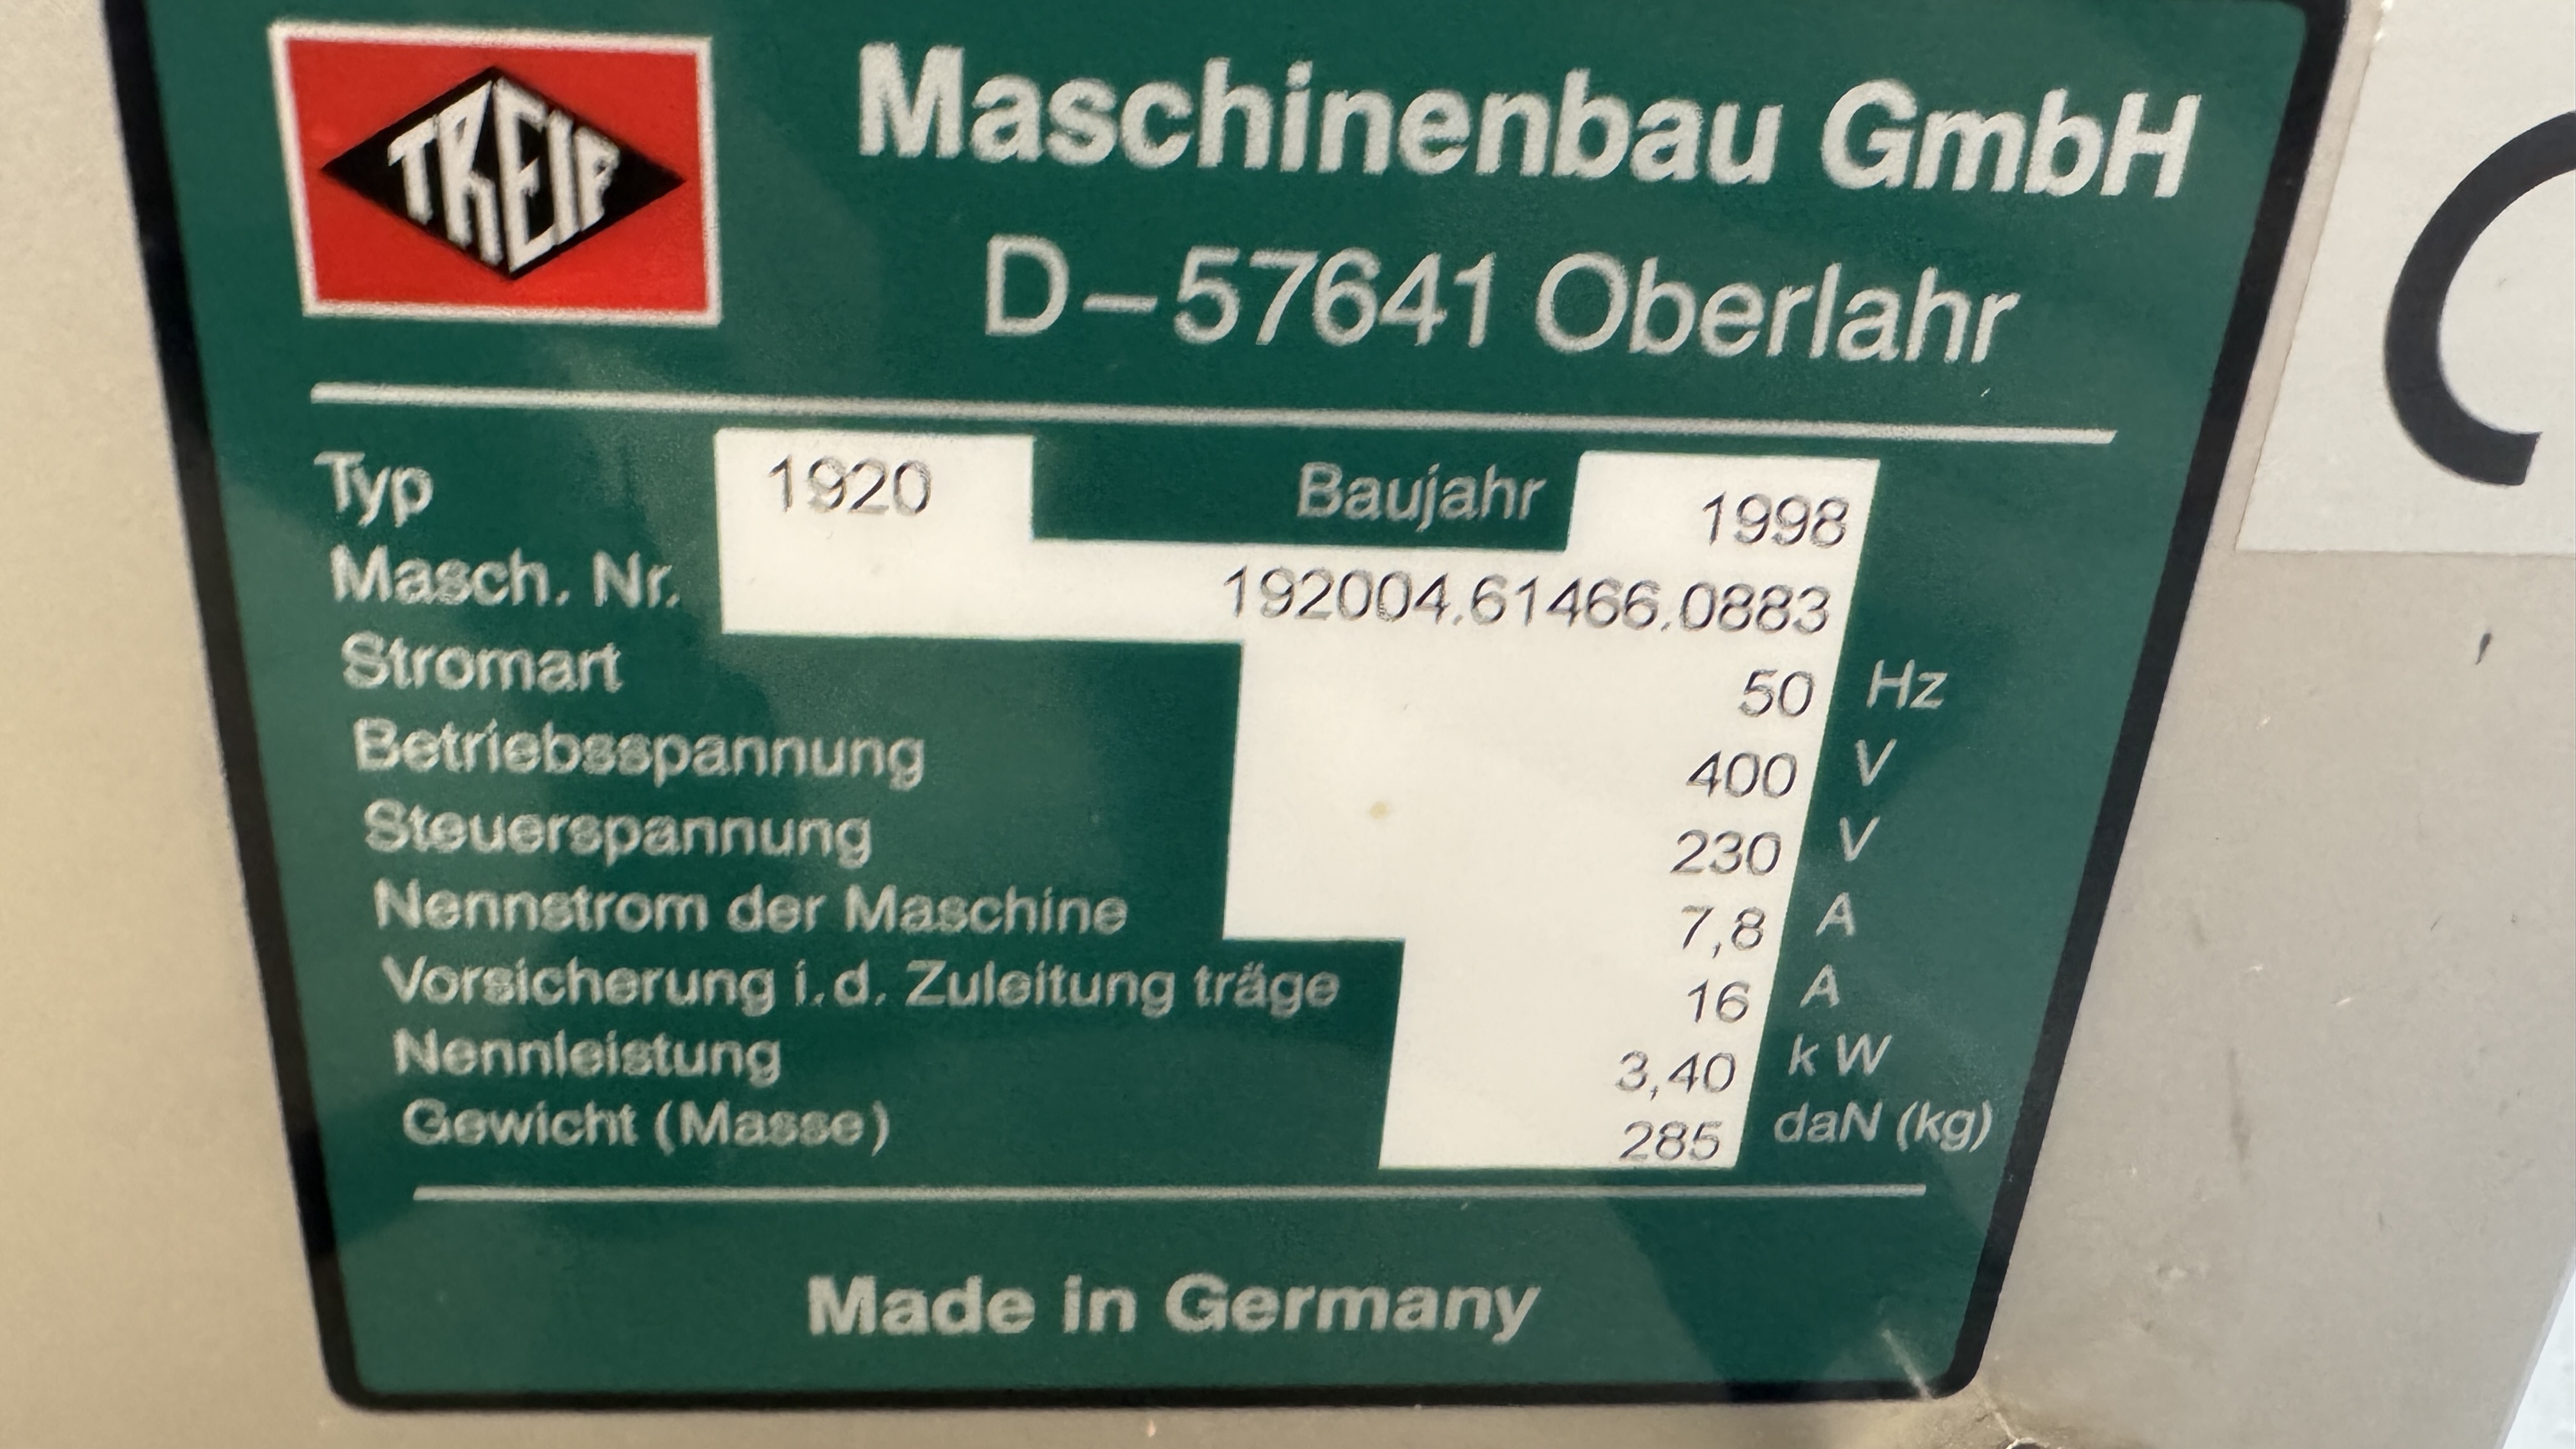 TREIF
Maschinenbau GmbH
D–57641 Oberlahr
Typ 1920 Baujahr 1998
Masch. Nr. 192004.61466.0883
Stromart 50 Hz
Betriebsspannung 400 V
Steuerspannung 230 V
Nennstrom der Maschine 7,8 A
Vorsicherung i.d. Zuleitung träge 16 A
Nennleistung 3,40 kW
Gewicht (Masse) 285 daN (kg)
Made in Germany